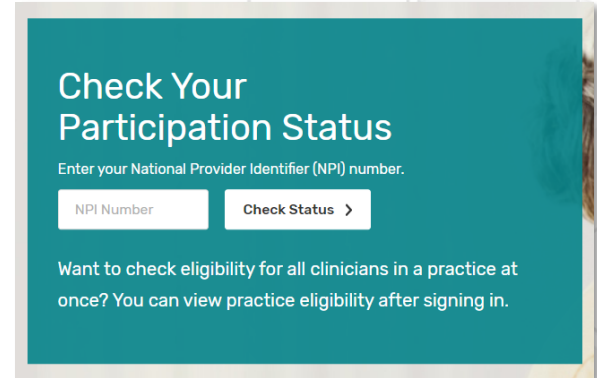 Check Your
Participation Status
Enter your National Provider Identifier (NPI) number.
NPI Number
Check Status
Want to check eligibility for all clinicians in a practice at
once? You can view practice eligibility after signing in.